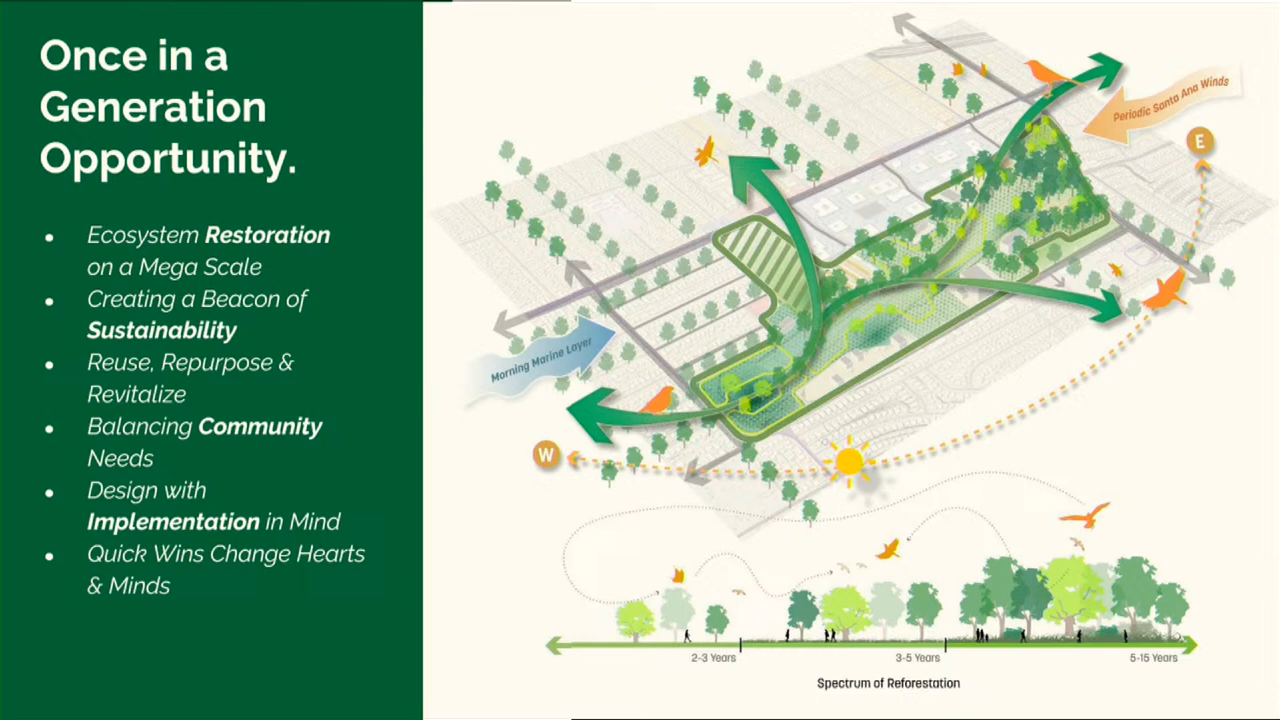 Once in a
Generation
Opportunity.
• Ecosystem Restoration
on a Mega Scale
• Creating a Beacon of
Sustainability
• Reuse, Repurpose &
Revitalize
• Balancing Community
Needs
• Design with
Implementation in Mind
• Quick Wins Change Hearts
& Minds
Periodic Santa Ana Winds
E
Morning Marine Layer
W
2-3 Years
3-5 Years
5-15 Years
Spectrum of Reforestation